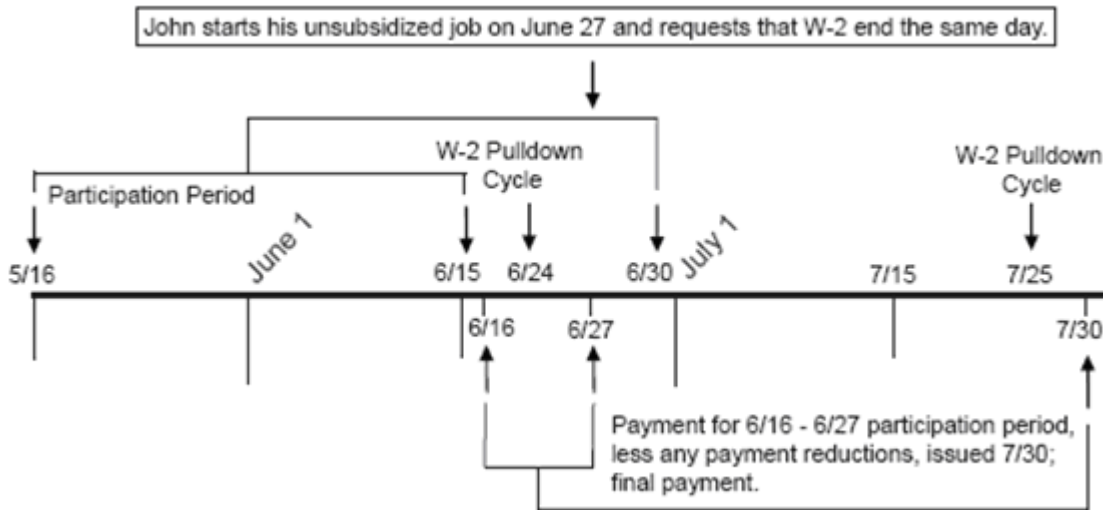 John starts his unsubsidized job on June 27 and requests that W-2 end the same day.
W-2 Pulldown
Cycle
W-2 Pulldown
Cycle
Participation Period
June 1
July 1
5/16
6/15
6/24
6/30
7/15
7/25
6/16
6/27
7/30
Payment for 6/16 - 6/27 participation period,
less any payment reductions, issued 7/30;
final payment.